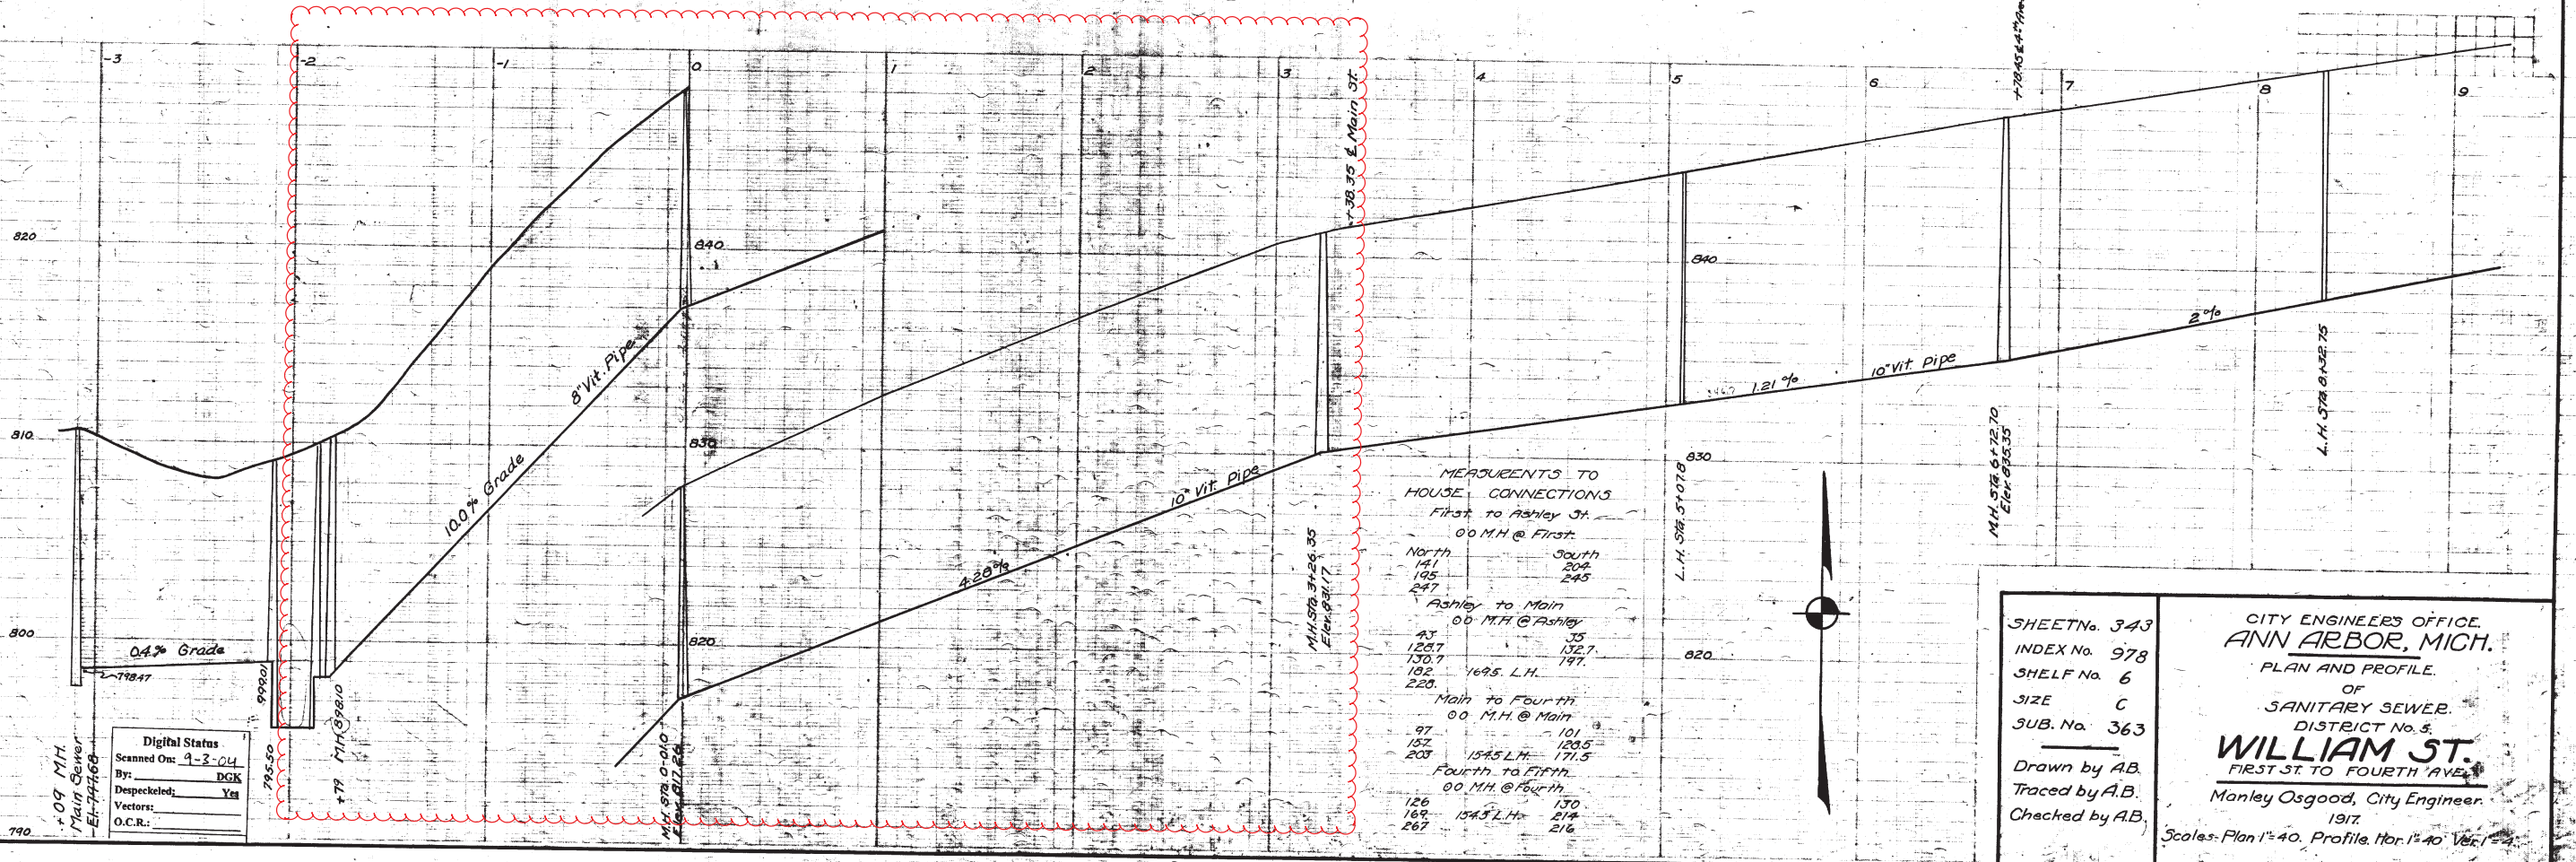 -3
-2
-1
0
1
2
3
4
5
6
7
8
9
+38.35 ℄ Main St.
820
840
840
8" Vit. Pipe
2%
1.21 %
10" Vit. Pipe
810
830
830
10.0% Grade
10" Vit. Pipe
4.28%
800
820
820
0.4% Grade
798.47
795.50
+79 M.H.
+09 M.H.
Main Sewer
El. 797.68
790
M.H. Sta. 0-01.0
Elev. 817.26
M.H. Sta. 3+26.35
Elev. 831.17
L.H. Sta. 5+07.8
M.H. Sta. 6+72.70
Elev. 835.35
L.H. Sta. 8+32.75
MEASURENTS TO
HOUSE CONNECTIONS
First to Ashley St.
00 M.H. @ First.
North South
141 204
195 245
247
Ashley to Main
00 M.H. @ Ashley
43 35
128.7 132.7
130.7 197.
182 169.5 L.H.
228.
Main to Fourth
00 M.H. @ Main
97 101
157 128.5
203 154.5 L.H. 171.5
Fourth to Fifth
00 M.H. @ Fourth
126 130
169 154.5 L.H. 214
267 216
Digital Status
Scanned On: 9-3-04
By: DGK
Despeckeled: Yes
Vectors:
O.C.R.:
SHEET No. 343
INDEX No. 978
SHELF No. 6
SIZE C
SUB. No. 363
Drawn by A.B.
Traced by A.B.
Checked by A.B.
CITY ENGINEERS OFFICE.
ANN ARBOR, MICH.
PLAN AND PROFILE.
OF
SANITARY SEWER.
DISTRICT No. 5.
WILLIAM ST.
FIRST ST. TO FOURTH AVE.
Manley Osgood, City Engineer.
1917.
Scales- Plan 1"=40. Profile, Hor. 1"=40 Ver. 1"=4